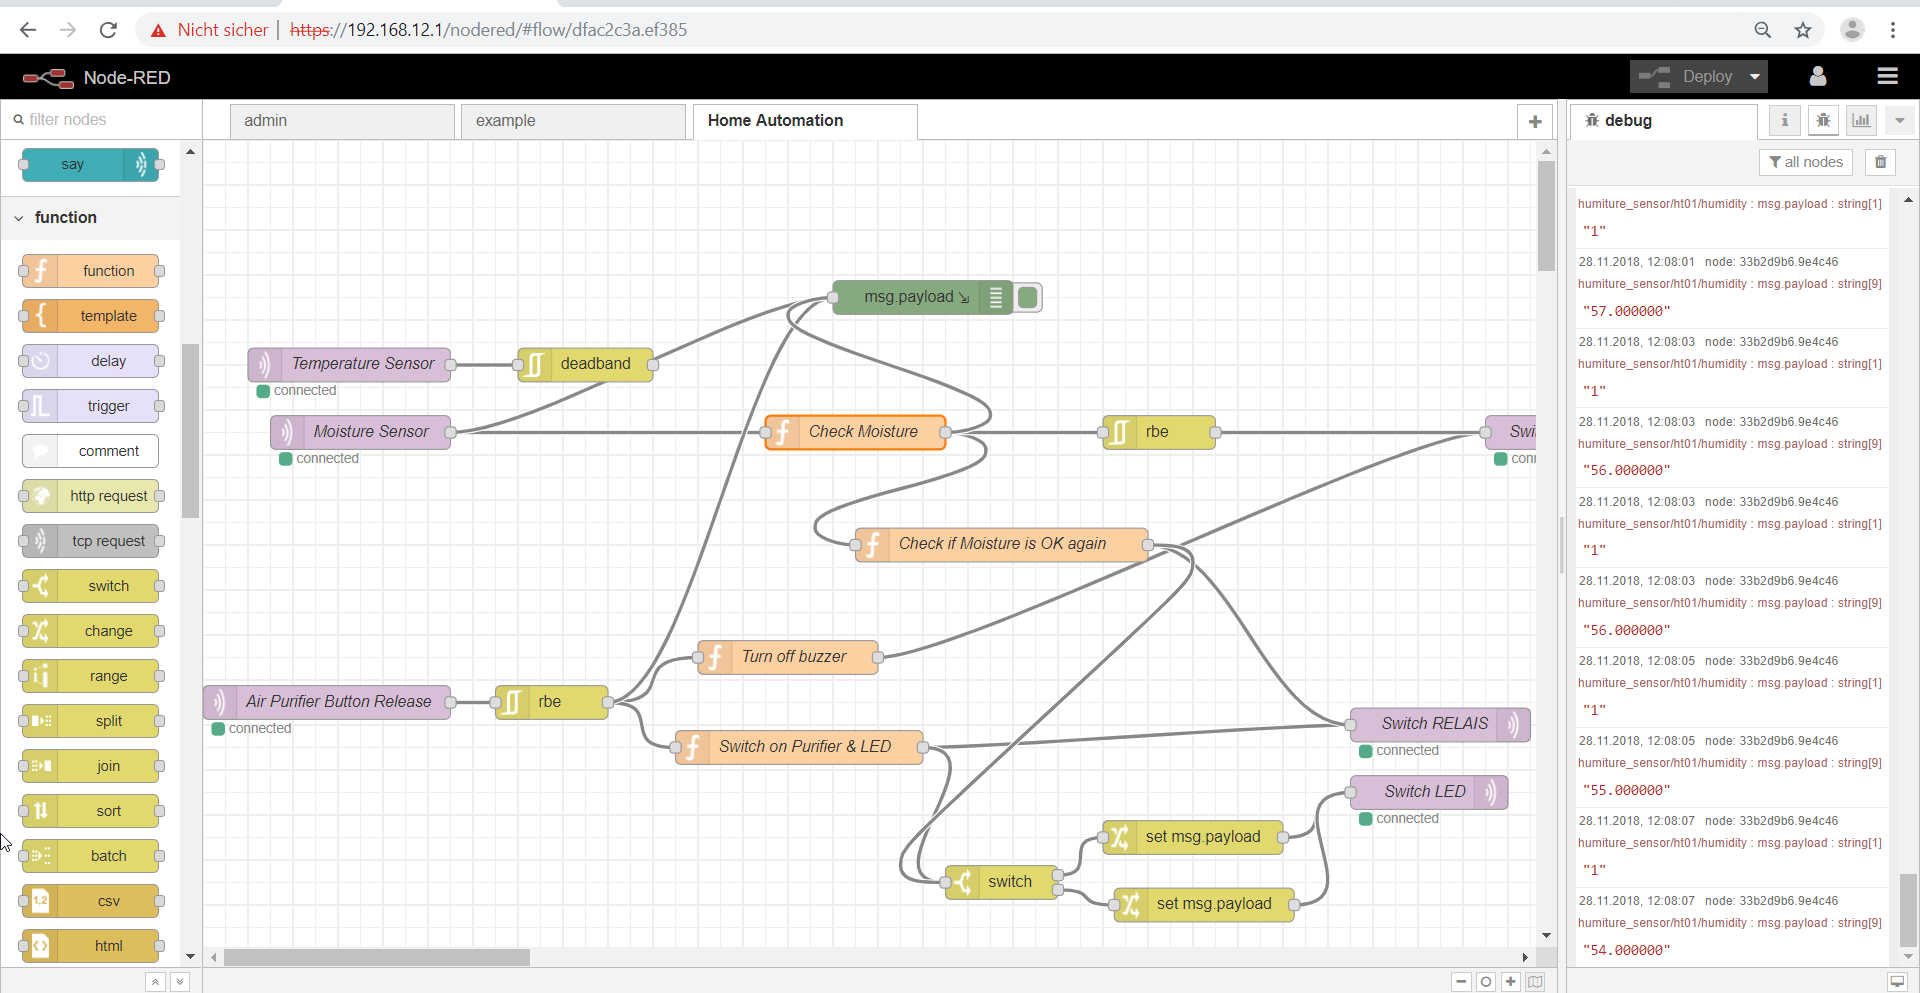 Nicht sicher | https://192.168.12.1/nodered/#flow/dfac2c3a.ef385
Node-RED
Deploy
filter nodes
admin
example
Home Automation
debug
all nodes
say
function
function
template
delay
trigger
comment
http request
tcp request
switch
change
range
split
join
sort
batch
csv
html
msg.payload
Temperature Sensor
connected
deadband
Moisture Sensor
connected
Check Moisture
rbe
Swi
conn
Check if Moisture is OK again
Turn off buzzer
Air Purifier Button Release
connected
rbe
Switch on Purifier & LED
Switch RELAIS
connected
Switch LED
connected
set msg.payload
switch
set msg.payload
humiture_sensor/ht01/humidity : msg.payload : string[1]
"1"
28.11.2018, 12:08:01 node: 33b2d9b6.9e4c46
humiture_sensor/ht01/humidity : msg.payload : string[9]
"57.000000"
28.11.2018, 12:08:03 node: 33b2d9b6.9e4c46
humiture_sensor/ht01/humidity : msg.payload : string[1]
"1"
28.11.2018, 12:08:03 node: 33b2d9b6.9e4c46
humiture_sensor/ht01/humidity : msg.payload : string[9]
"56.000000"
28.11.2018, 12:08:03 node: 33b2d9b6.9e4c46
humiture_sensor/ht01/humidity : msg.payload : string[1]
"1"
28.11.2018, 12:08:03 node: 33b2d9b6.9e4c46
humiture_sensor/ht01/humidity : msg.payload : string[9]
"56.000000"
28.11.2018, 12:08:05 node: 33b2d9b6.9e4c46
humiture_sensor/ht01/humidity : msg.payload : string[1]
"1"
28.11.2018, 12:08:05 node: 33b2d9b6.9e4c46
humiture_sensor/ht01/humidity : msg.payload : string[9]
"55.000000"
28.11.2018, 12:08:07 node: 33b2d9b6.9e4c46
humiture_sensor/ht01/humidity : msg.payload : string[1]
"1"
28.11.2018, 12:08:07 node: 33b2d9b6.9e4c46
humiture_sensor/ht01/humidity : msg.payload : string[9]
"54.000000"